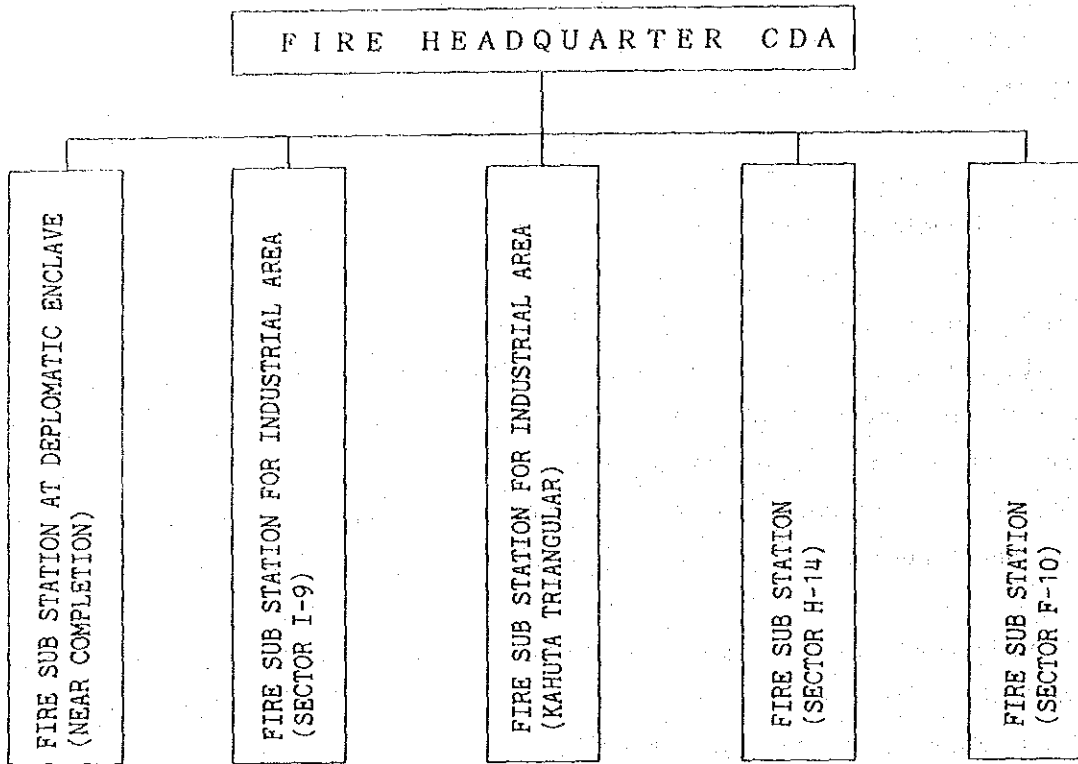 FIRE HEADQUARTER CDA
FIRE SUB STATION AT DEPLOMATIC ENCLAVE
(NEAR COMPLETION)
FIRE SUB STATION FOR INDUSTRIAL AREA
(SECTOR I-9)
FIRE SUB STATION FOR INDUSTRIAL AREA
(KAHUTA TRIANGULAR)
FIRE SUB STATION
(SECTOR H-14)
FIRE SUB STATION
(SECTOR F-10)